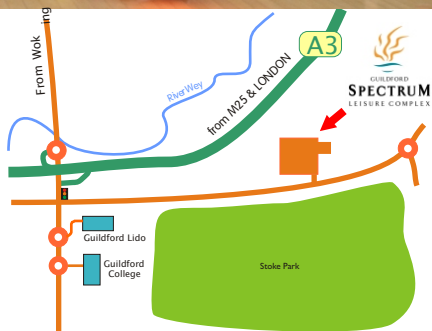 From Wok ing
River Wey
from M25 & LONDON
A3
GUILDFORD
SPECTRUM
LEISURE COMPLEX
Guildford Lido
Guildford
College
Stoke Park